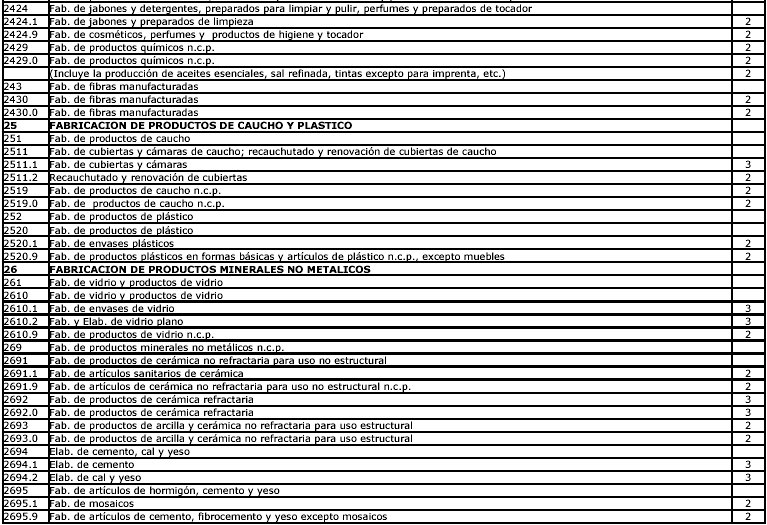 2424 Fab. de jabones y detergentes, preparados para limpiar y pulir, perfumes y preparados de tocador
2424.1 Fab. de jabones y preparados de limpieza 2
2424.9 Fab. de cosméticos, perfumes y productos de higiene y tocador 2
2429 Fab. de productos químicos n.c.p. 2
2429.0 Fab. de productos químicos n.c.p. 2
(Incluye la producción de aceites esenciales, sal refinada, tintas excepto para imprenta, etc.) 2
243 Fab. de fibras manufacturadas
2430 Fab. de fibras manufacturadas 2
2430.0 Fab. de fibras manufacturadas 2
25 FABRICACION DE PRODUCTOS DE CAUCHO Y PLASTICO
251 Fab. de productos de caucho
2511 Fab. de cubiertas y cámaras de caucho; recauchutado y renovación de cubiertas de caucho
2511.1 Fab. de cubiertas y cámaras 3
2511.2 Recauchutado y renovación de cubiertas 2
2519 Fab. de productos de caucho n.c.p. 2
2519.0 Fab. de productos de caucho n.c.p. 2
252 Fab. de productos de plástico
2520 Fab. de productos de plástico
2520.1 Fab. de envases plásticos 2
2520.9 Fab. de productos plásticos en formas básicas y artículos de plástico n.c.p., excepto muebles 2
26 FABRICACION DE PRODUCTOS MINERALES NO METALICOS
261 Fab. de vidrio y productos de vidrio
2610 Fab. de vidrio y productos de vidrio
2610.1 Fab. de envases de vidrio 3
2610.2 Fab. y Elab. de vidrio plano 3
2610.9 Fab. de productos de vidrio n.c.p. 2
269 Fab. de productos minerales no metálicos n.c.p.
2691 Fab. de productos de cerámica no refractaria para uso no estructural
2691.1 Fab. de artículos sanitarios de cerámica 2
2691.9 Fab. de artículos de cerámica no refractaria para uso no estructural n.c.p. 2
2692 Fab. de productos de cerámica refractaria 3
2692.0 Fab. de productos de cerámica refractaria 3
2693 Fab. de productos de arcilla y cerámica no refractaria para uso estructural 2
2693.0 Fab. de productos de arcilla y cerámica no refractaria para uso estructural 2
2694 Elab. de cemento, cal y yeso
2694.1 Elab. de cemento 3
2694.2 Elab. de cal y yeso 3
2695 Fab. de artículos de hormigón, cemento y yeso
2695.1 Fab. de mosaicos 2
2695.9 Fab. de artículos de cemento, fibrocemento y yeso excepto mosaicos 2